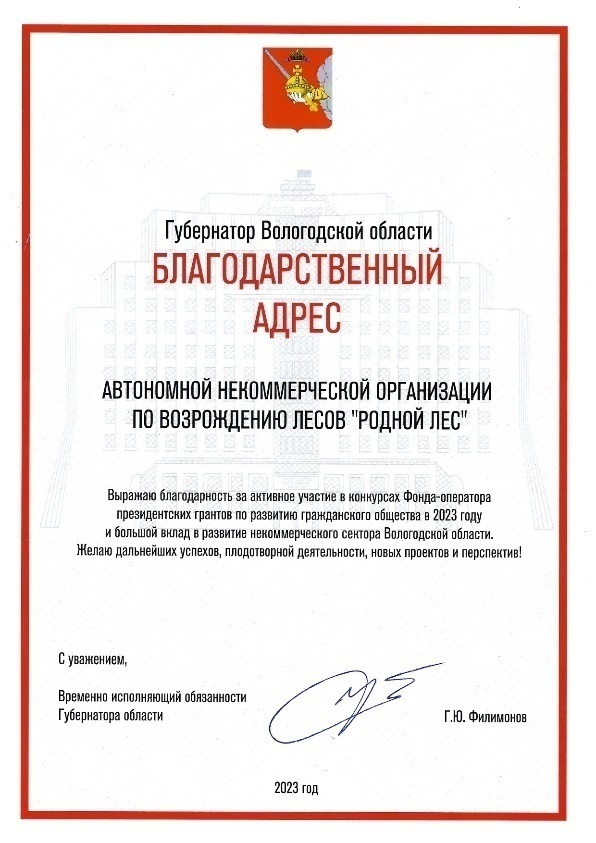 Губернатор Вологодской области
БЛАГОДАРСТВЕННЫЙ
АДРЕС
АВТОНОМНОЙ НЕКОММЕРЧЕСКОЙ ОРГАНИЗАЦИИ
ПО ВОЗРОЖДЕНИЮ ЛЕСОВ "РОДНОЙ ЛЕС"
Выражаю благодарность за активное участие в конкурсах Фонда-оператора
президентских грантов по развитию гражданского общества в 2023 году
и большой вклад в развитие некоммерческого сектора Вологодской области.
Желаю дальнейших успехов, плодотворной деятельности, новых проектов и перспектив!
С уважением,
Временно исполняющий обязанности
Губернатора области
Г.Ю. Филимонов
2023 год